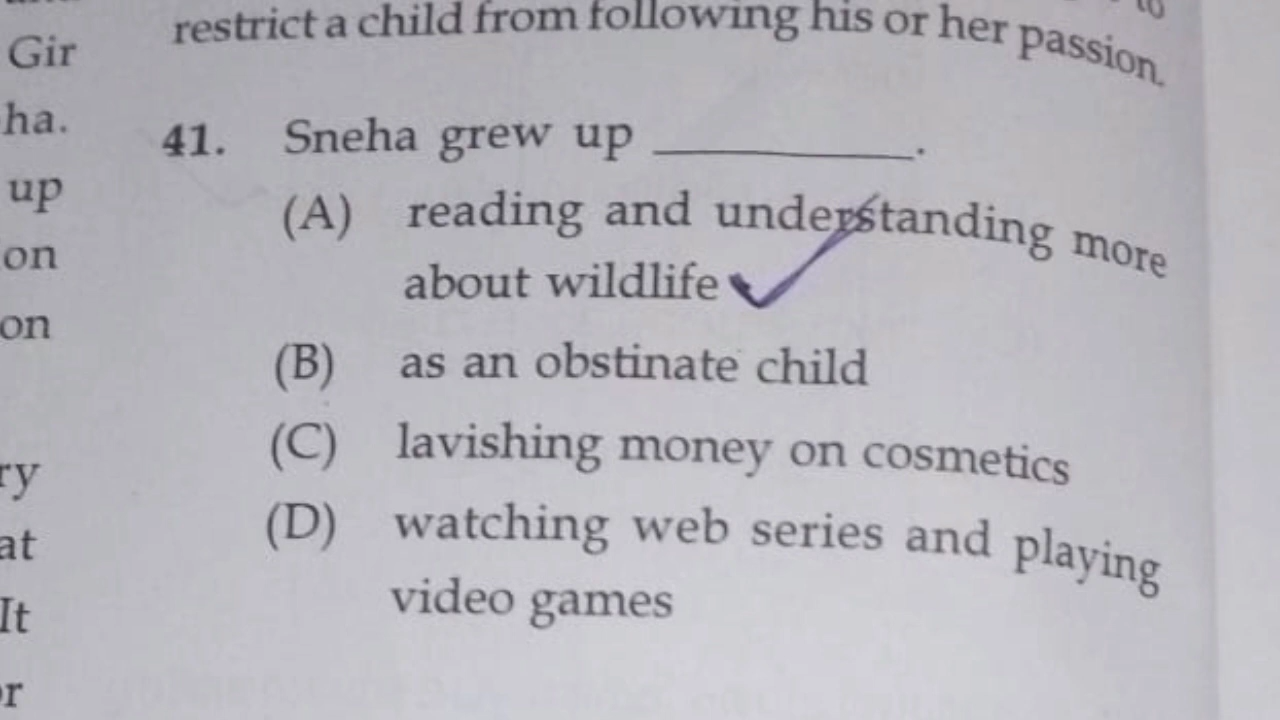 Gir
ha.
up
on
on
ry
at
It
restrict a child from following his or her passion.
41. Sneha grew up __________.
(A) reading and understanding more
about wildlife
(B) as an obstinate child
(C) lavishing money on cosmetics
(D) watching web series and playing
video games